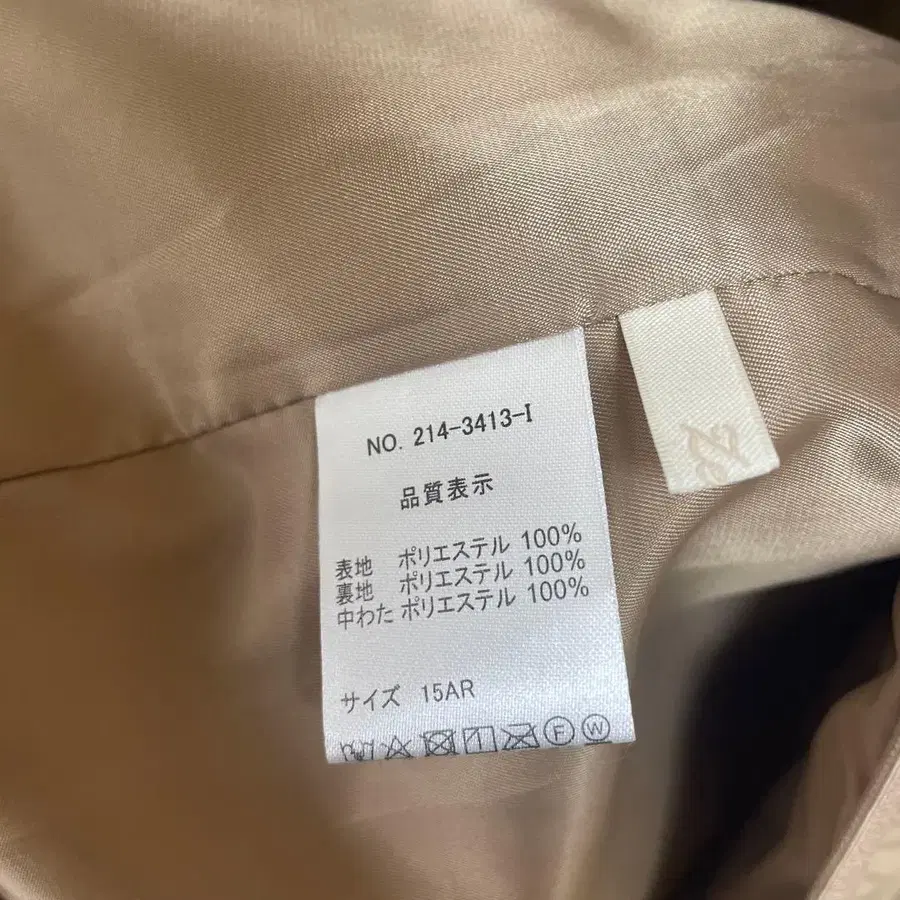 NO. 214-3413-I
品質表示
表地 ポリエステル 100%
裏地 ポリエステル 100%
中わた ポリエステル 100%
サイズ 15AR
F W